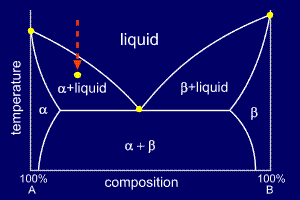 liquid
temperature
α+liquid
β+liquid
α
β
α + β
100%
A
composition
100%
B